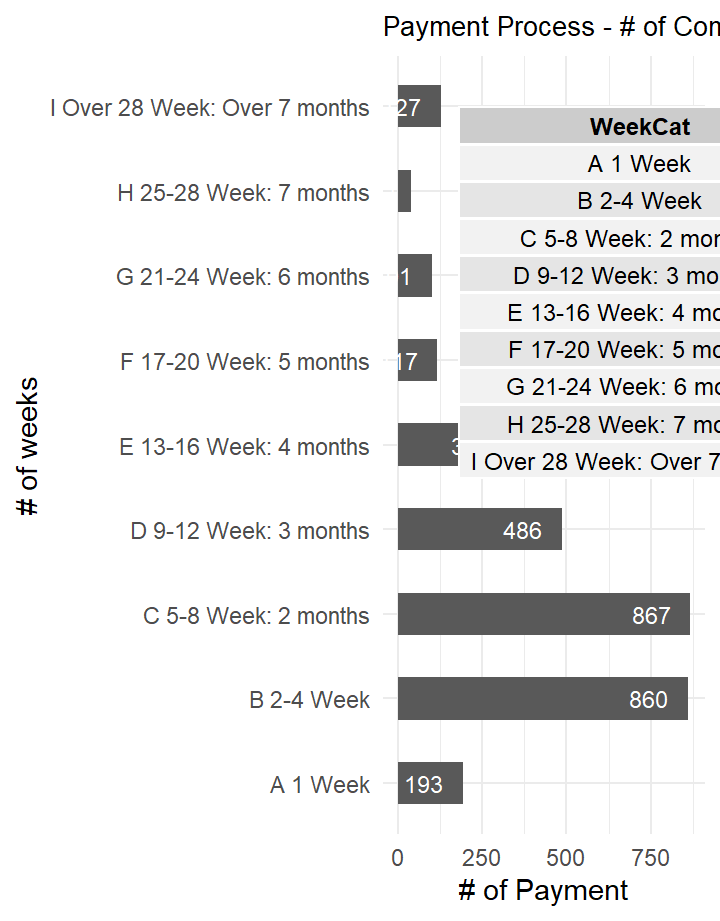 Payment Process - # of Con
I Over 28 Week: Over 7 months
27
H 25-28 Week: 7 months
G 21-24 Week: 6 months
1
F 17-20 Week: 5 months
17
E 13-16 Week: 4 months
3
D 9-12 Week: 3 months
486
C 5-8 Week: 2 months
867
B 2-4 Week
860
A 1 Week
193
WeekCat
A 1 Week
B 2-4 Week
C 5-8 Week: 2 mon
D 9-12 Week: 3 mo
E 13-16 Week: 4 mo
F 17-20 Week: 5 mo
G 21-24 Week: 6 mo
H 25-28 Week: 7 mo
I Over 28 Week: Over 7
# of weeks
0 250 500 750
# of Payment